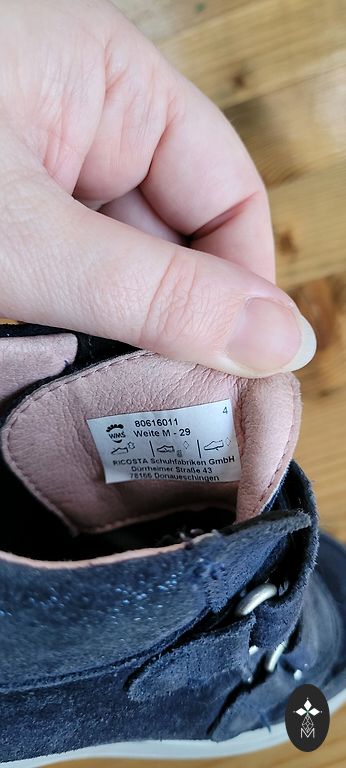 80616011 4
WMS Weite M - 29
RICOSTA Schuhfabriken GmbH
Dürrheimer Straße 43
78166 Donaueschingen
M